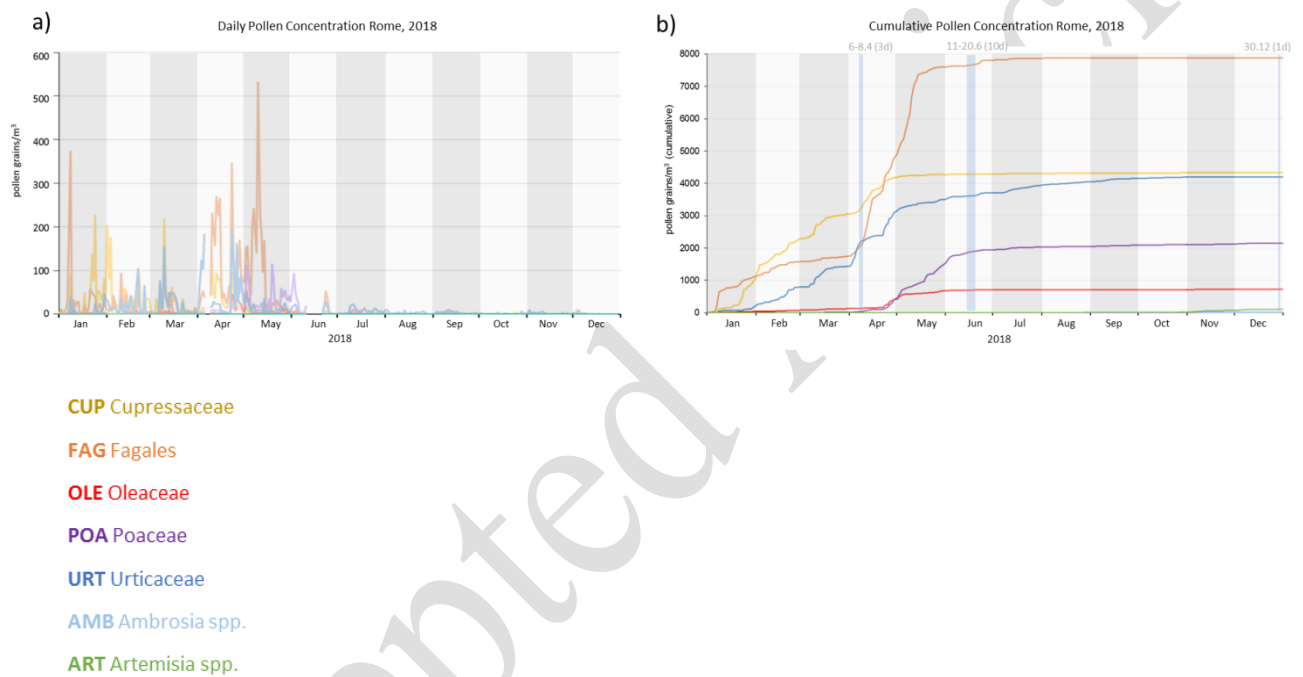 a)
Daily Pollen Concentration Rome, 2018
600
500
400
300
200
100
0
pollen grains/m³
Jan Feb Mar Apr May Jun Jul Aug Sep Oct Nov Dec
2018
b)
Cumulative Pollen Concentration Rome, 2018
6-8.4 (3d) 11-20.6 (10d) 30.12 (1d)
8000
7000
6000
5000
4000
3000
2000
1000
0
pollen grains/m³ (cumulative)
Jan Feb Mar Apr May Jun Jul Aug Sep Oct Nov Dec
2018
CUP Cupressaceae
FAG Fagales
OLE Oleaceae
POA Poaceae
URT Urticaceae
AMB Ambrosia spp.
ART Artemisia spp.